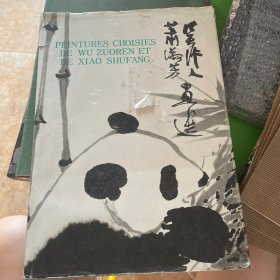 PEINTURES CHOISIES
DE WU ZUOREN ET
DE XIAO SHUFANG
吴作人
萧淑芳
画选